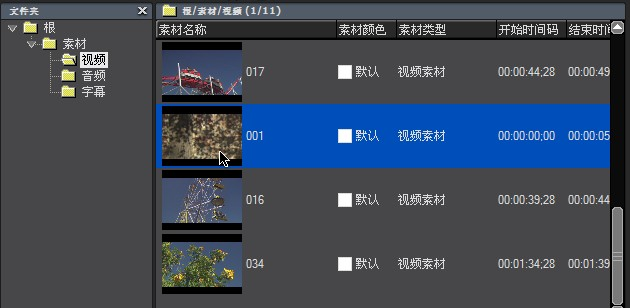 文件夹
根/素材/视频 (1/11)
根
素材
视频
音频
字幕
素材名称 素材颜色 素材类型 开始时间码 结束时间
017 默认 视频素材 00:00:44;28 00:00:49
001 默认 视频素材 00:00:00;00 00:00:05
016 默认 视频素材 00:00:39;28 00:00:44
034 默认 视频素材 00:01:34;28 00:01:39